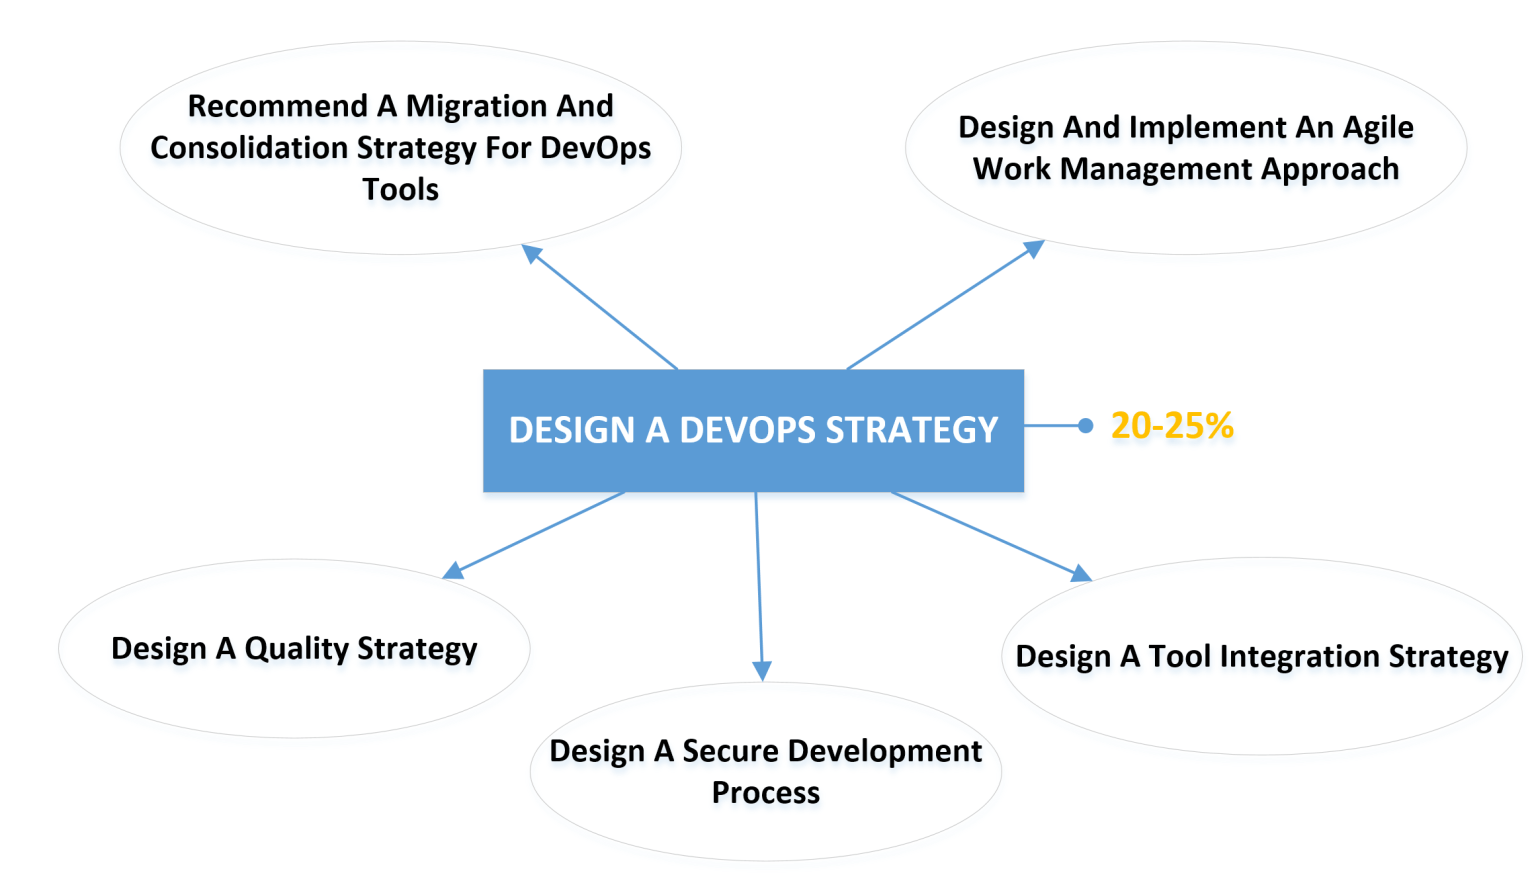 Recommend A Migration And
Consolidation Strategy For DevOps
Tools
Design And Implement An Agile
Work Management Approach
DESIGN A DEVOPS STRATEGY
20-25%
Design A Quality Strategy
Design A Tool Integration Strategy
Design A Secure Development
Process